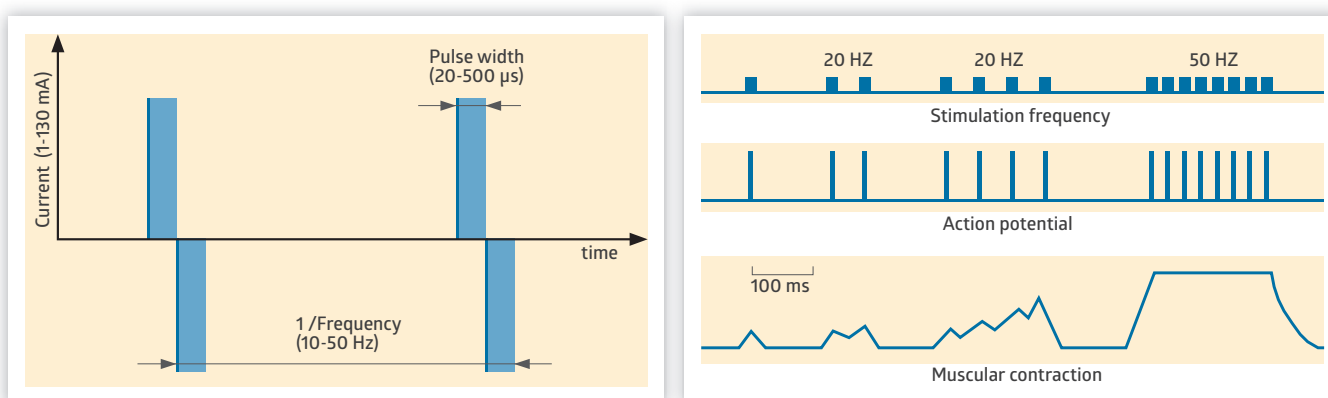 Current (1-130 mA)
Pulse width
(20-500 µs)
time
1 /Frequency
(10-50 Hz)
20 HZ
20 HZ
50 HZ
Stimulation frequency
Action potential
100 ms
Muscular contraction